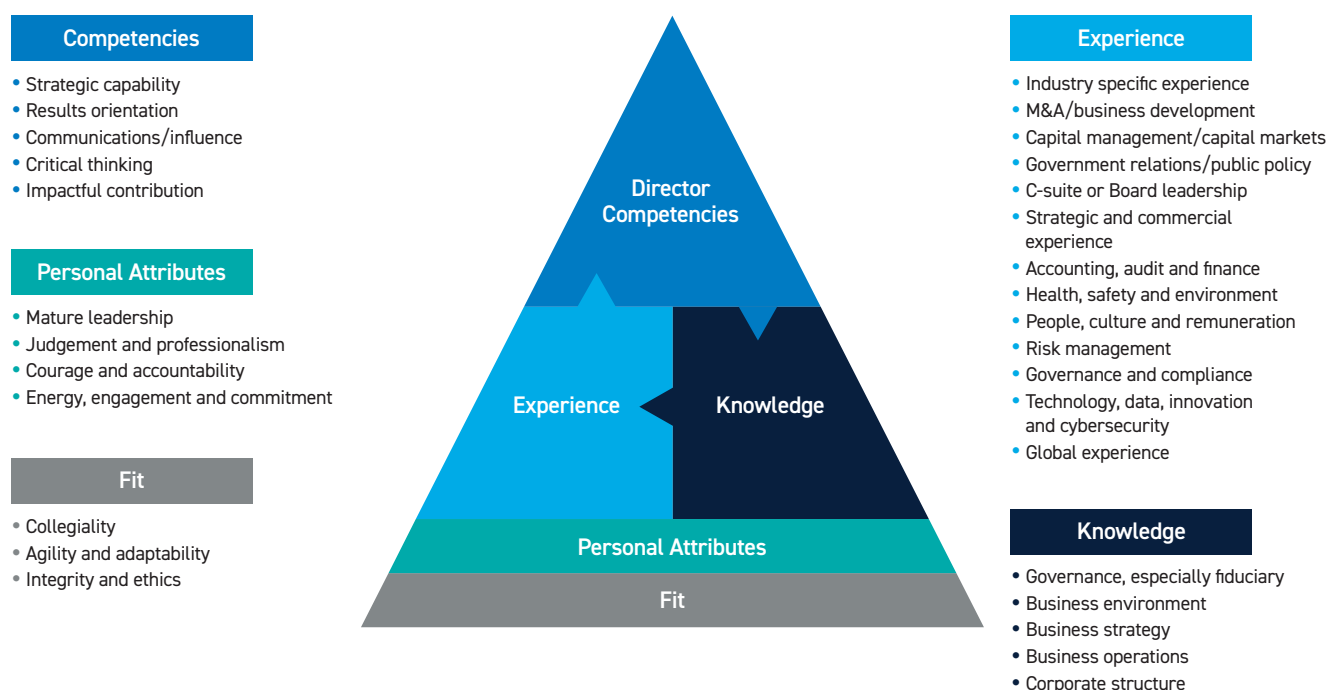 Competencies
• Strategic capability
• Results orientation
• Communications/influence
• Critical thinking
• Impactful contribution
Personal Attributes
• Mature leadership
• Judgement and professionalism
• Courage and accountability
• Energy, engagement and commitment
Fit
• Collegiality
• Agility and adaptability
• Integrity and ethics
Director
Competencies
Experience
Knowledge
Personal Attributes
Fit
Experience
• Industry specific experience
• M&A/business development
• Capital management/capital markets
• Government relations/public policy
• C-suite or Board leadership
• Strategic and commercial
experience
• Accounting, audit and finance
• Health, safety and environment
• People, culture and remuneration
• Risk management
• Governance and compliance
• Technology, data, innovation
and cybersecurity
• Global experience
Knowledge
• Governance, especially fiduciary
• Business environment
• Business strategy
• Business operations
• Corporate structure